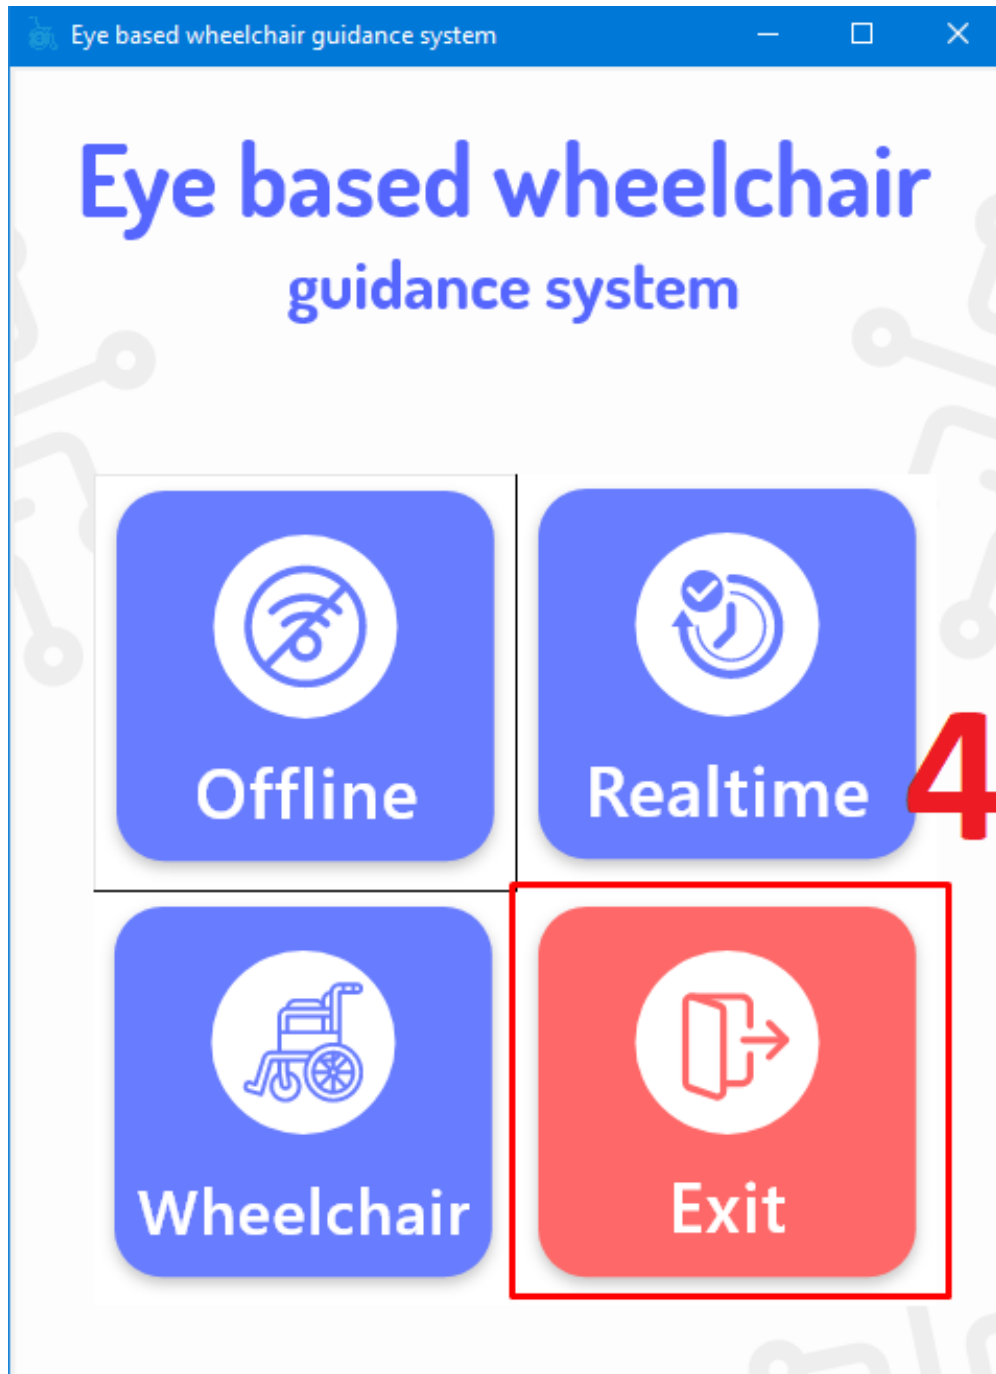 Eye based wheelchair guidance system
Eye based wheelchair
guidance system
Offline
Realtime
4
Wheelchair
Exit